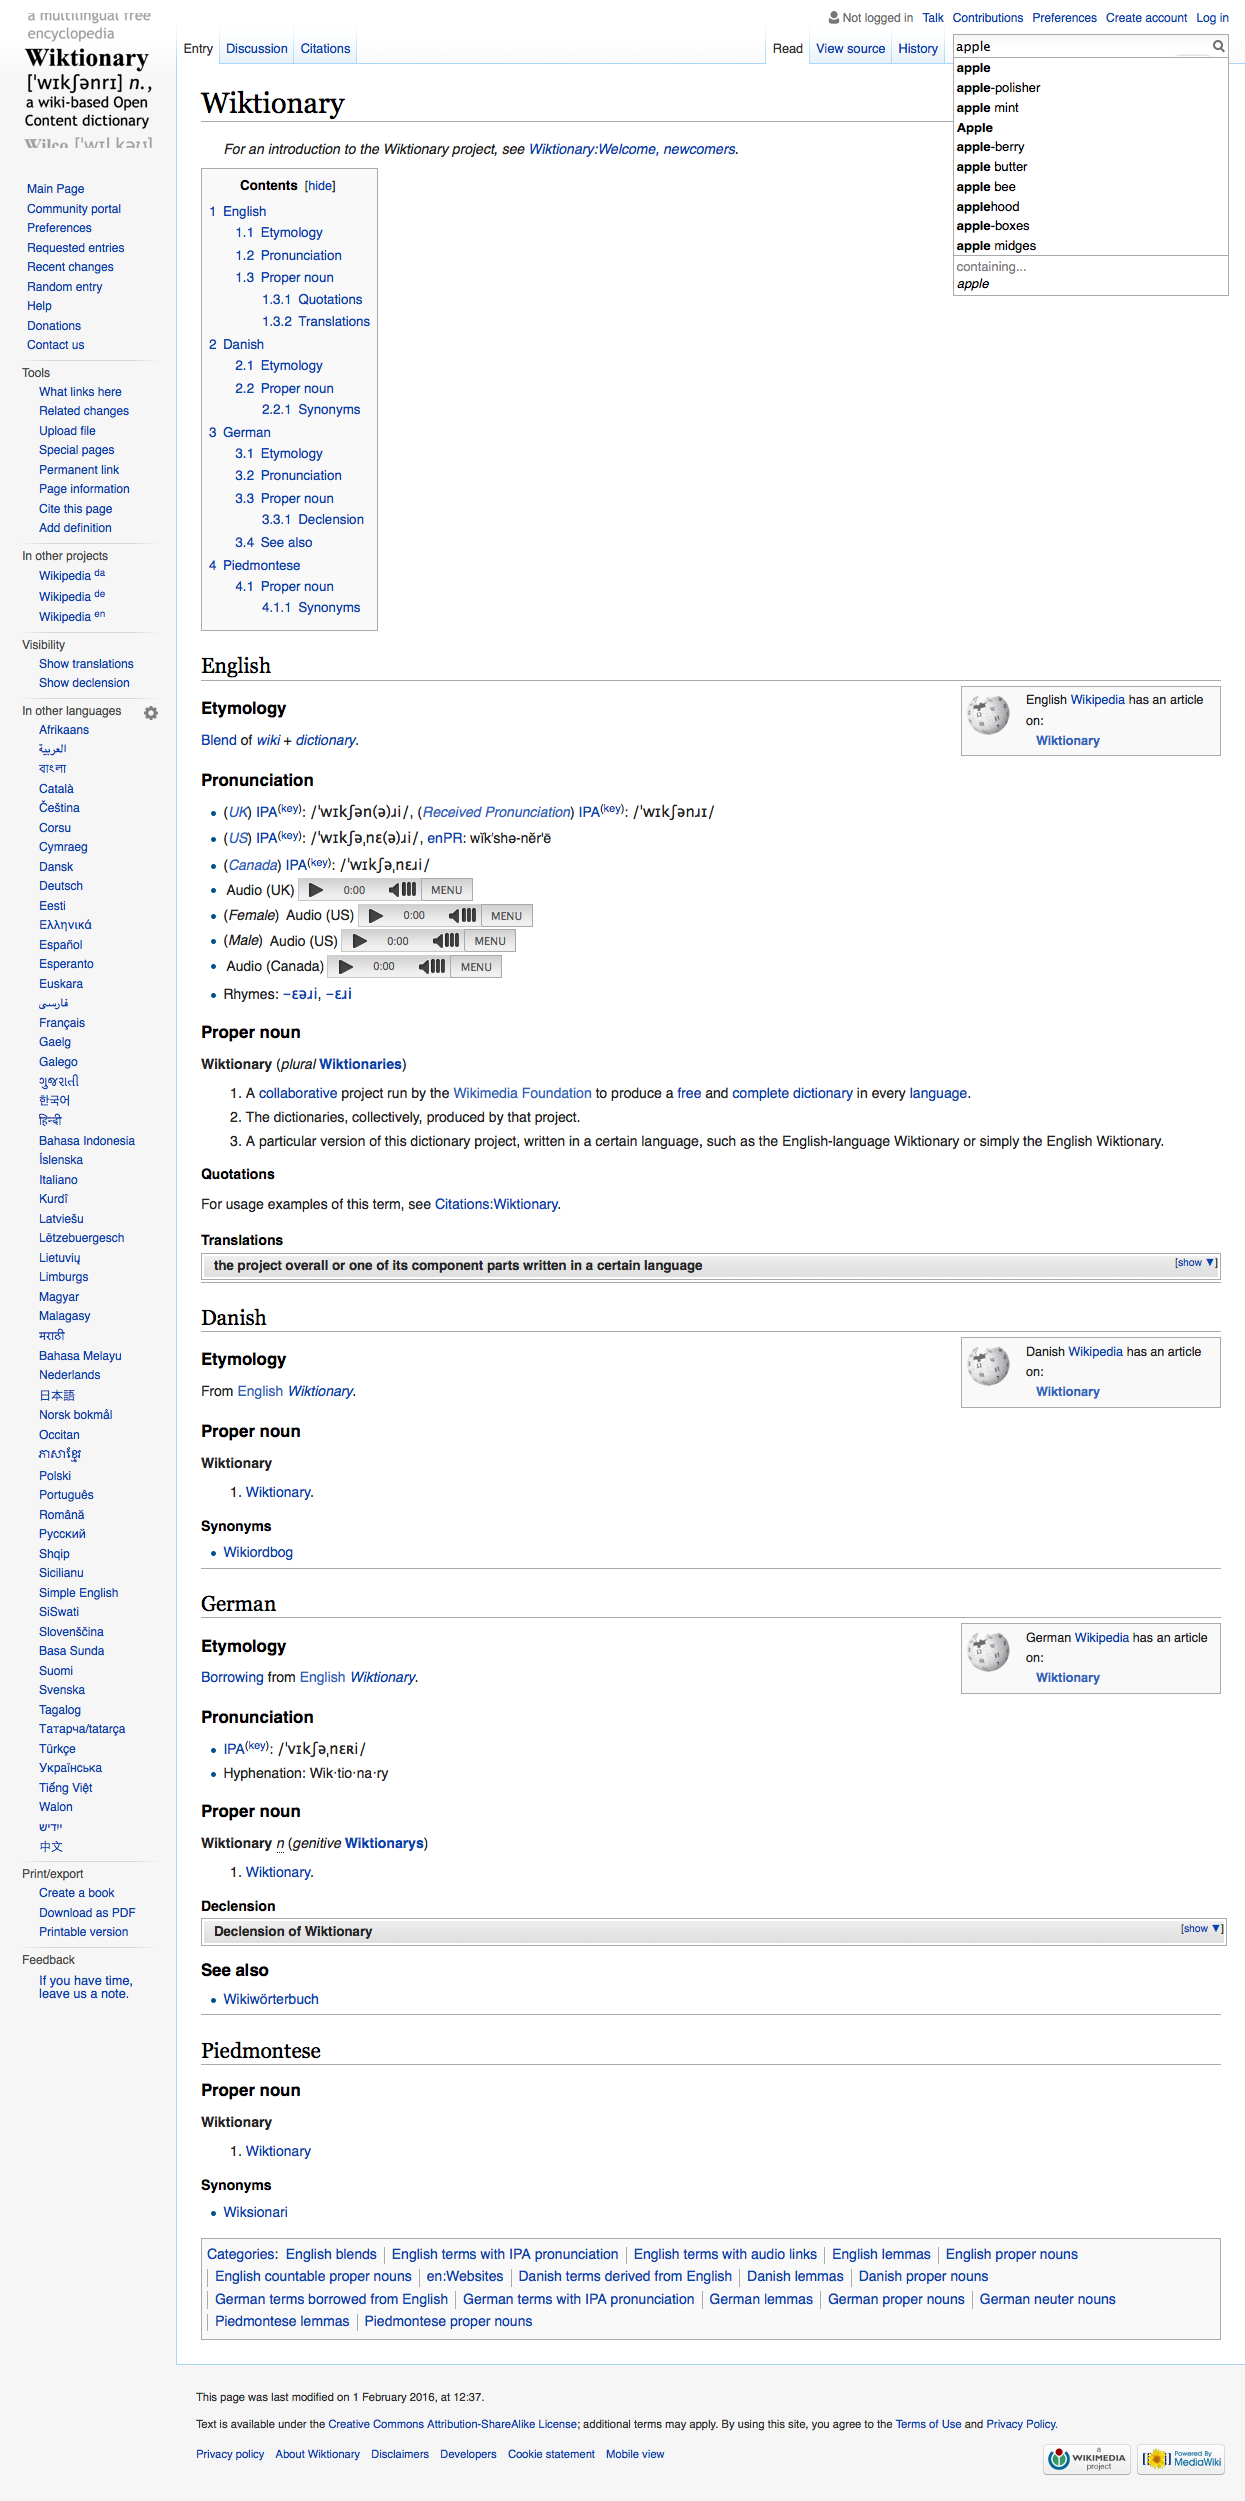 a multilingual free
encyclopedia
Wiktionary
['wɪkʃənrɪ] n.,
a wiki-based Open
Content dictionary
Wilco ['wɪl kəʊ]
Not logged in Talk Contributions Preferences Create account Log in
Entry Discussion Citations Read View source History apple
apple
apple-polisher
apple mint
Apple
apple-berry
apple butter
apple bee
applehood
apple-boxes
apple midges
containing...
apple
Main Page
Community portal
Preferences
Requested entries
Recent changes
Random entry
Help
Donations
Contact us
Tools
What links here
Related changes
Upload file
Special pages
Permanent link
Page information
Cite this page
Add definition
In other projects
Wikipedia da
Wikipedia de
Wikipedia en
Visibility
Show translations
Show declension
In other languages
Afrikaans
العربية
বাংলা
Català
Čeština
Corsu
Cymraeg
Dansk
Deutsch
Eesti
Ελληνικά
Español
Esperanto
Euskara
فارسی
Français
Gaelg
Galego
ગુજરાતી
한국어
हिन्दी
Bahasa Indonesia
Íslenska
Italiano
Kurdî
Latviešu
Lëtzebuergesch
Lietuvių
Limburgs
Magyar
Malagasy
मराठी
Bahasa Melayu
Nederlands
日本語
Norsk bokmål
Occitan
ភាសាខ្មែរ
Polski
Português
Română
Русский
Shqip
Sicilianu
Simple English
SiSwati
Slovenščina
Basa Sunda
Suomi
Svenska
Tagalog
Татарча/tatarça
Türkçe
Українська
Tiếng Việt
Walon
ייִדיש
中文
Print/export
Create a book
Download as PDF
Printable version
Feedback
If you have time,
leave us a note.
Wiktionary
For an introduction to the Wiktionary project, see Wiktionary:Welcome, newcomers.
Contents [hide]
1 English
1.1 Etymology
1.2 Pronunciation
1.3 Proper noun
1.3.1 Quotations
1.3.2 Translations
2 Danish
2.1 Etymology
2.2 Proper noun
2.2.1 Synonyms
3 German
3.1 Etymology
3.2 Pronunciation
3.3 Proper noun
3.3.1 Declension
3.4 See also
4 Piedmontese
4.1 Proper noun
4.1.1 Synonyms
English
English Wikipedia has an article
on:
Wiktionary
Etymology
Blend of wiki + dictionary.
Pronunciation
• (UK) IPA(key): /ˈwɪkʃən(ə)ɹi/, (Received Pronunciation) IPA(key): /ˈwɪkʃənɹɪ/
• (US) IPA(key): /ˈwɪkʃəˌnɛ(ə)ɹi/, enPR: wĭk'shə-nĕr'ē
• (Canada) IPA(key): /ˈwɪkʃəˌnɛɹi/
• Audio (UK) 0:00 MENU
• (Female) Audio (US) 0:00 MENU
• (Male) Audio (US) 0:00 MENU
• Audio (Canada) 0:00 MENU
• Rhymes: -ɛəɹi, -ɛɹi
Proper noun
Wiktionary (plural Wiktionaries)
1. A collaborative project run by the Wikimedia Foundation to produce a free and complete dictionary in every language.
2. The dictionaries, collectively, produced by that project.
3. A particular version of this dictionary project, written in a certain language, such as the English-language Wiktionary or simply the English Wiktionary.
Quotations
For usage examples of this term, see Citations:Wiktionary.
Translations
the project overall or one of its component parts written in a certain language [show ▼]
Danish
Danish Wikipedia has an article
on:
Wiktionary
Etymology
From English Wiktionary.
Proper noun
Wiktionary
1. Wiktionary.
Synonyms
• Wikiordbog
German
German Wikipedia has an article
on:
Wiktionary
Etymology
Borrowing from English Wiktionary.
Pronunciation
• IPA(key): /ˈvɪkʃəˌnɛʀi/
• Hyphenation: Wik·tio·na·ry
Proper noun
Wiktionary n (genitive Wiktionarys)
1. Wiktionary.
Declension
Declension of Wiktionary [show ▼]
See also
• Wikiwörterbuch
Piedmontese
Proper noun
Wiktionary
1. Wiktionary
Synonyms
• Wiksionari
Categories: English blends | English terms with IPA pronunciation | English terms with audio links | English lemmas | English proper nouns
| English countable proper nouns | en:Websites | Danish terms derived from English | Danish lemmas | Danish proper nouns
| German terms borrowed from English | German terms with IPA pronunciation | German lemmas | German proper nouns | German neuter nouns
| Piedmontese lemmas | Piedmontese proper nouns
This page was last modified on 1 February 2016, at 12:37.
Text is available under the Creative Commons Attribution-ShareAlike License; additional terms may apply. By using this site, you agree to the Terms of Use and Privacy Policy.
Privacy policy About Wiktionary Disclaimers Developers Cookie statement Mobile view
a WIKIMEDIA project
Powered By MediaWiki